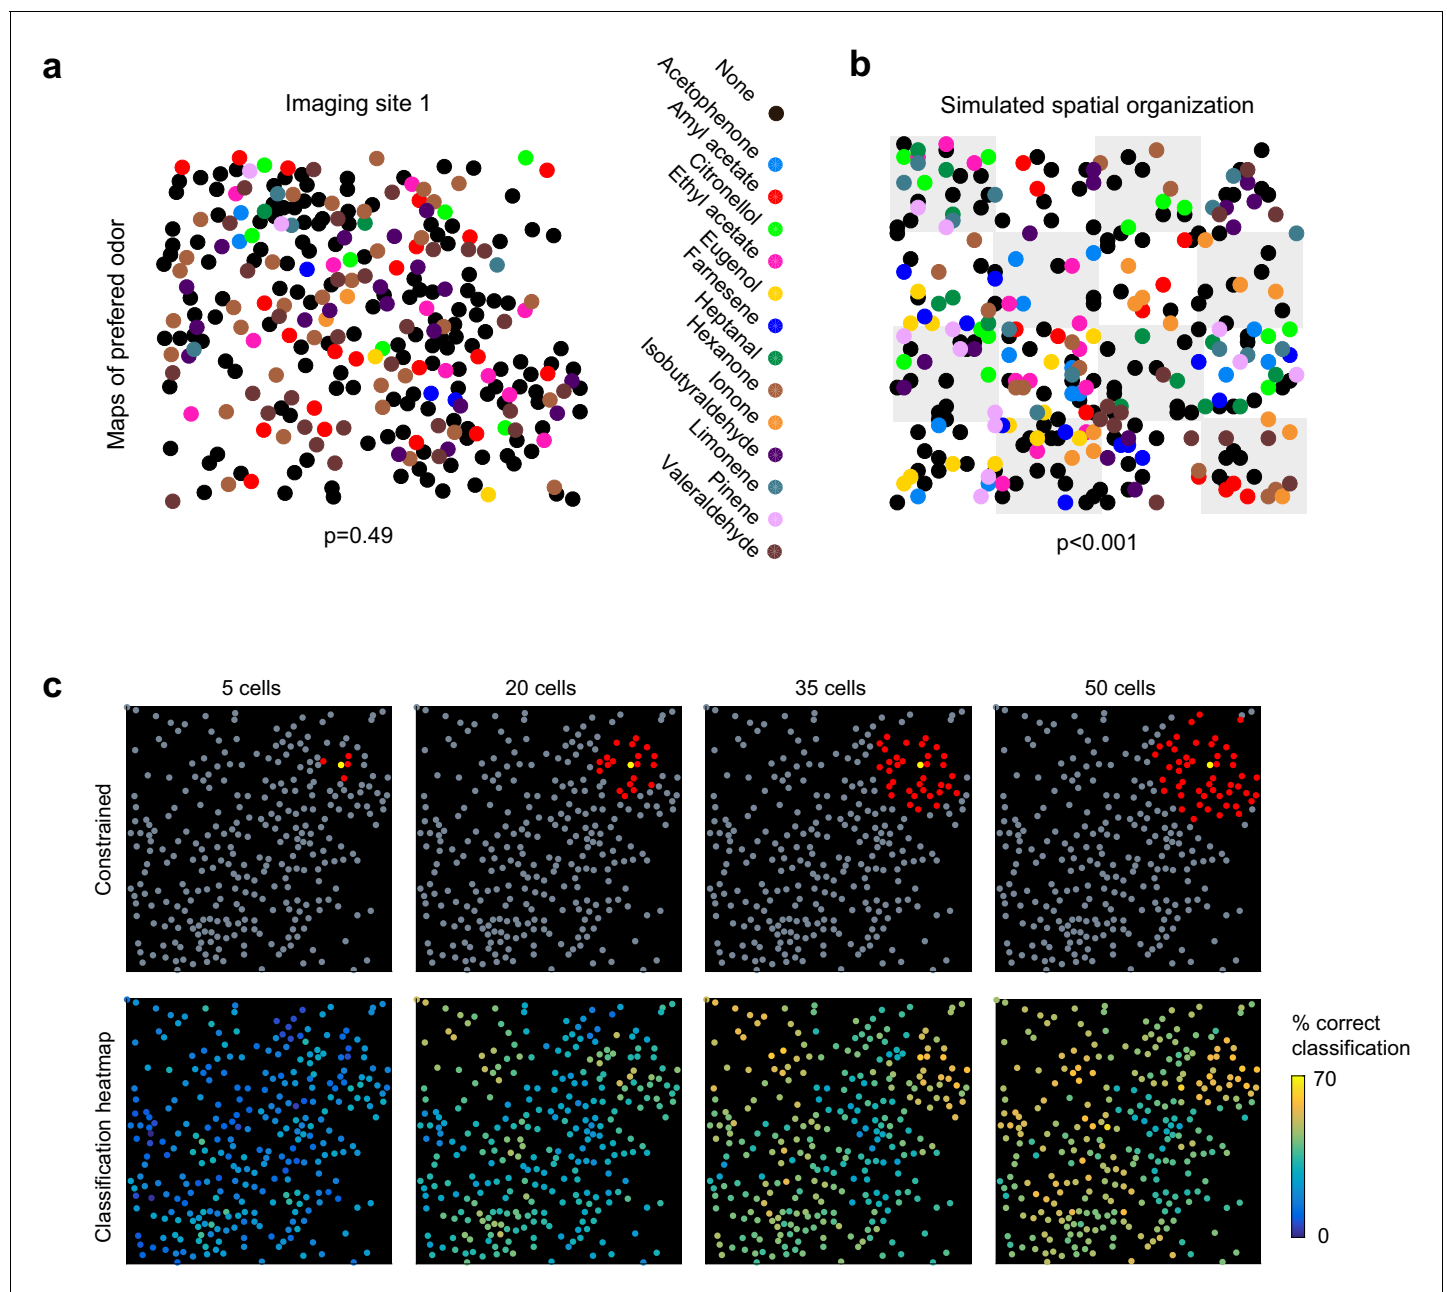 a
Imaging site 1
Maps of preferred odor
p=0.49
None
Acetophenone
Amyl acetate
Citronellol
Ethyl acetate
Eugenol
Farnesene
Heptanal
Hexanone
Ionone
Isobutyraldehyde
Limonene
Pinene
Valeraldehyde
b
Simulated spatial organization
p<0.001
c
5 cells
20 cells
35 cells
50 cells
Constrained
Classification heatmap
% correct
classification
70
0